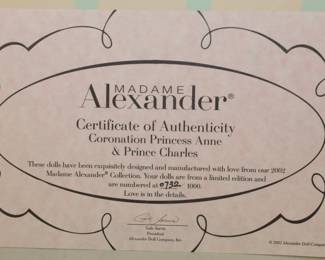 MADAME
Alexander®
Certificate of Authenticity
Coronation Princess Anne
& Prince Charles
These dolls have been exquisitely designed and manufactured with love from our 2002
Madame Alexander® Collection. Your dolls are from a limited edition and
are numbered at 0732 1000.
Love is in the details.
President
Alexander Doll Company, Inc.
© 2002 Alexander Doll Company